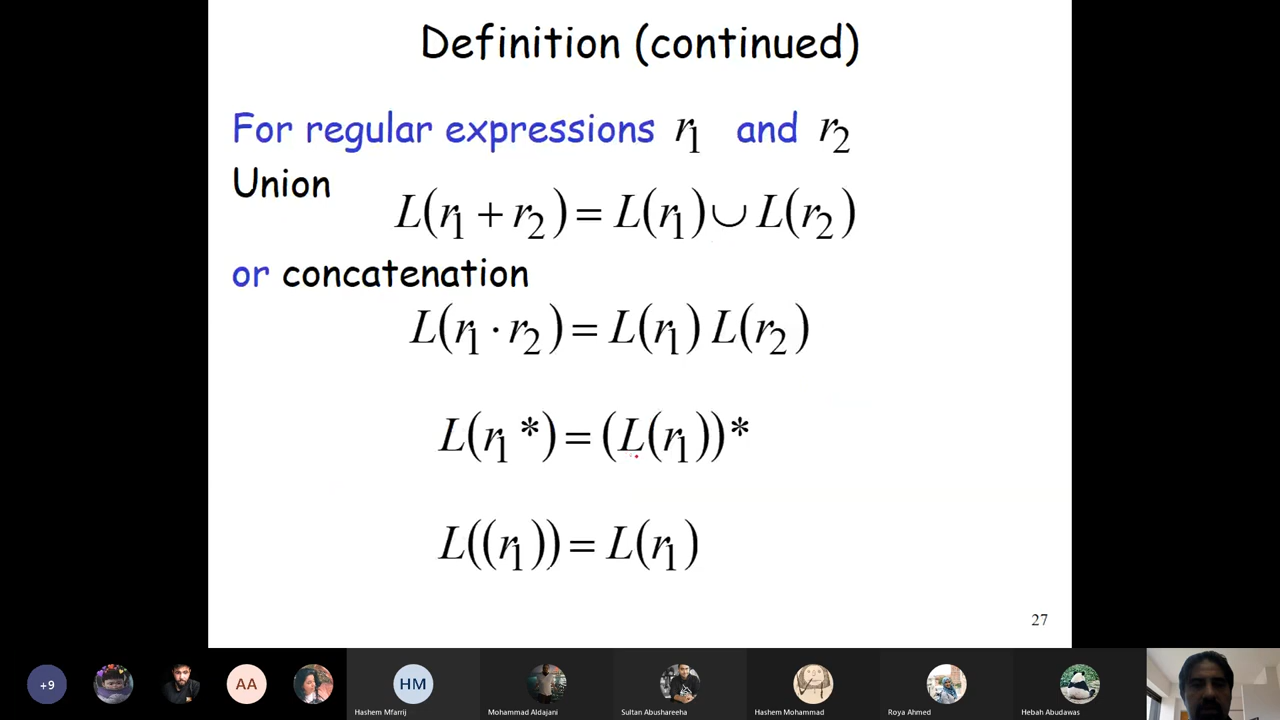 Definition (continued)
For regular expressions r₁ and r₂
Union
L(r₁ + r₂) = L(r₁) ∪ L(r₂)
or concatenation
L(r₁ · r₂) = L(r₁) L(r₂)
L(r₁ *) = (L(r₁))*
L((r₁)) = L(r₁)
27
+9
AA
HM
Hashem Mfarrij
Mohammad Aldajani
Sultan Abushareeha
Hashem Mohammad
Roya Ahmed
Hebah Abudawas